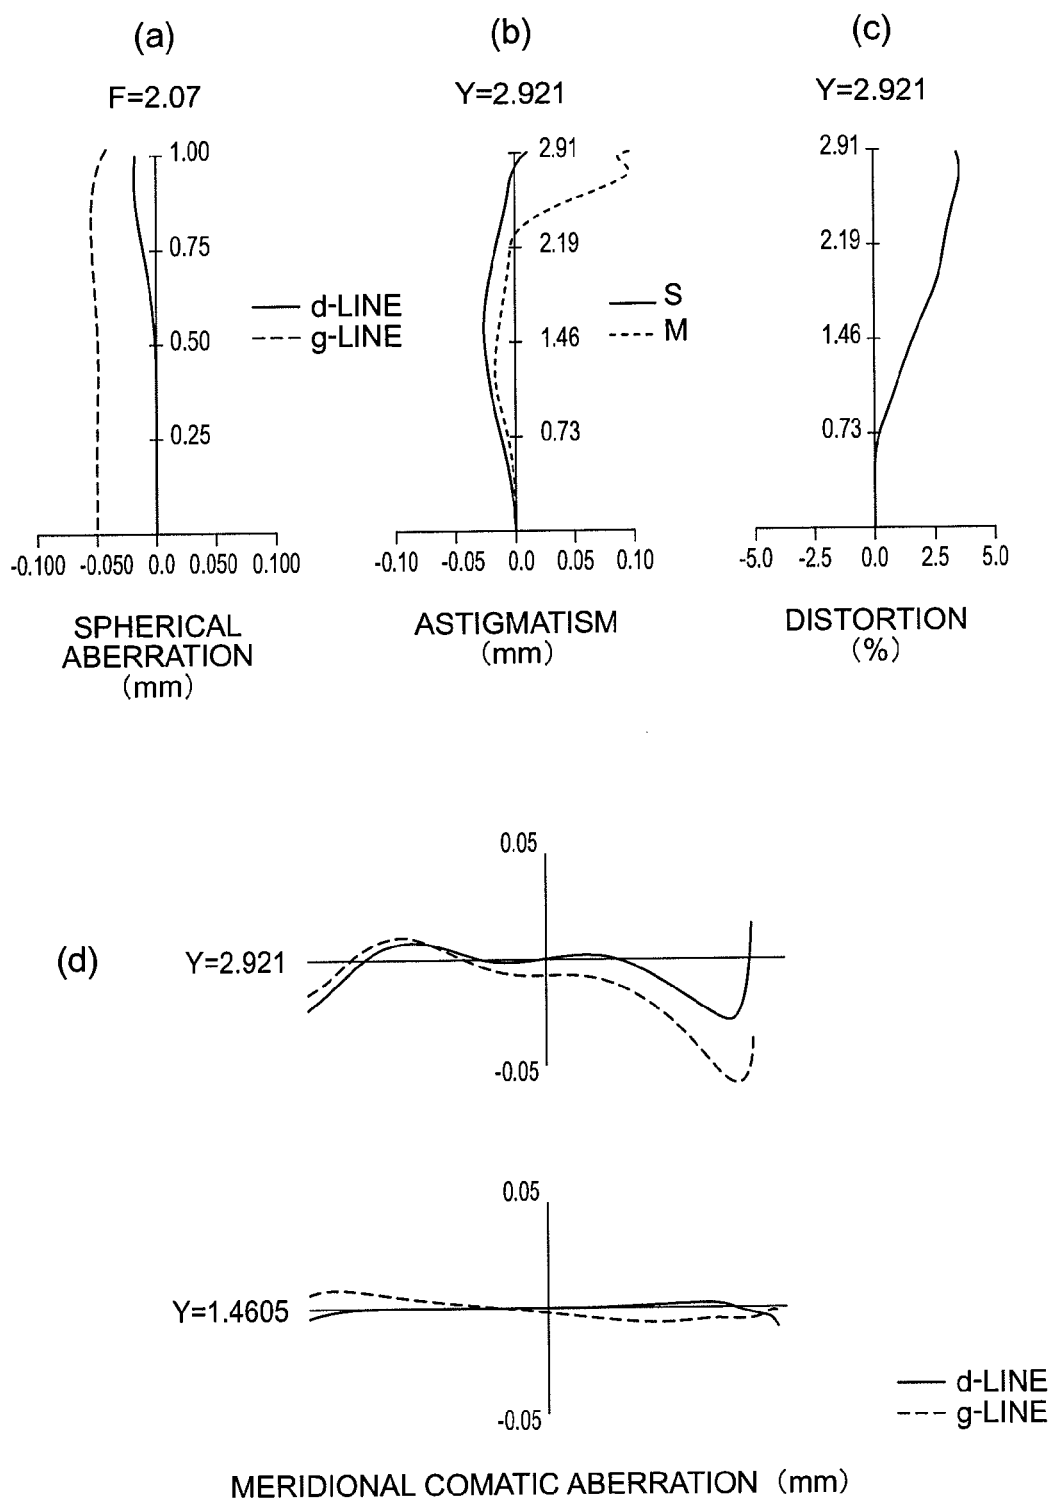 (a)
F=2.07
1.00
0.75
0.50
0.25
-0.100 -0.050 0.0 0.050 0.100
SPHERICAL
ABERRATION
(mm)
d-LINE
g-LINE
(b)
Y=2.921
2.91
2.19
1.46
0.73
-0.10 -0.05 0.0 0.05 0.10
ASTIGMATISM
(mm)
S
M
(c)
Y=2.921
2.91
2.19
1.46
0.73
-5.0 -2.5 0.0 2.5 5.0
DISTORTION
(%)
(d)
0.05
Y=2.921
-0.05
0.05
Y=1.4605
-0.05
d-LINE
g-LINE
MERIDIONAL COMATIC ABERRATION (mm)